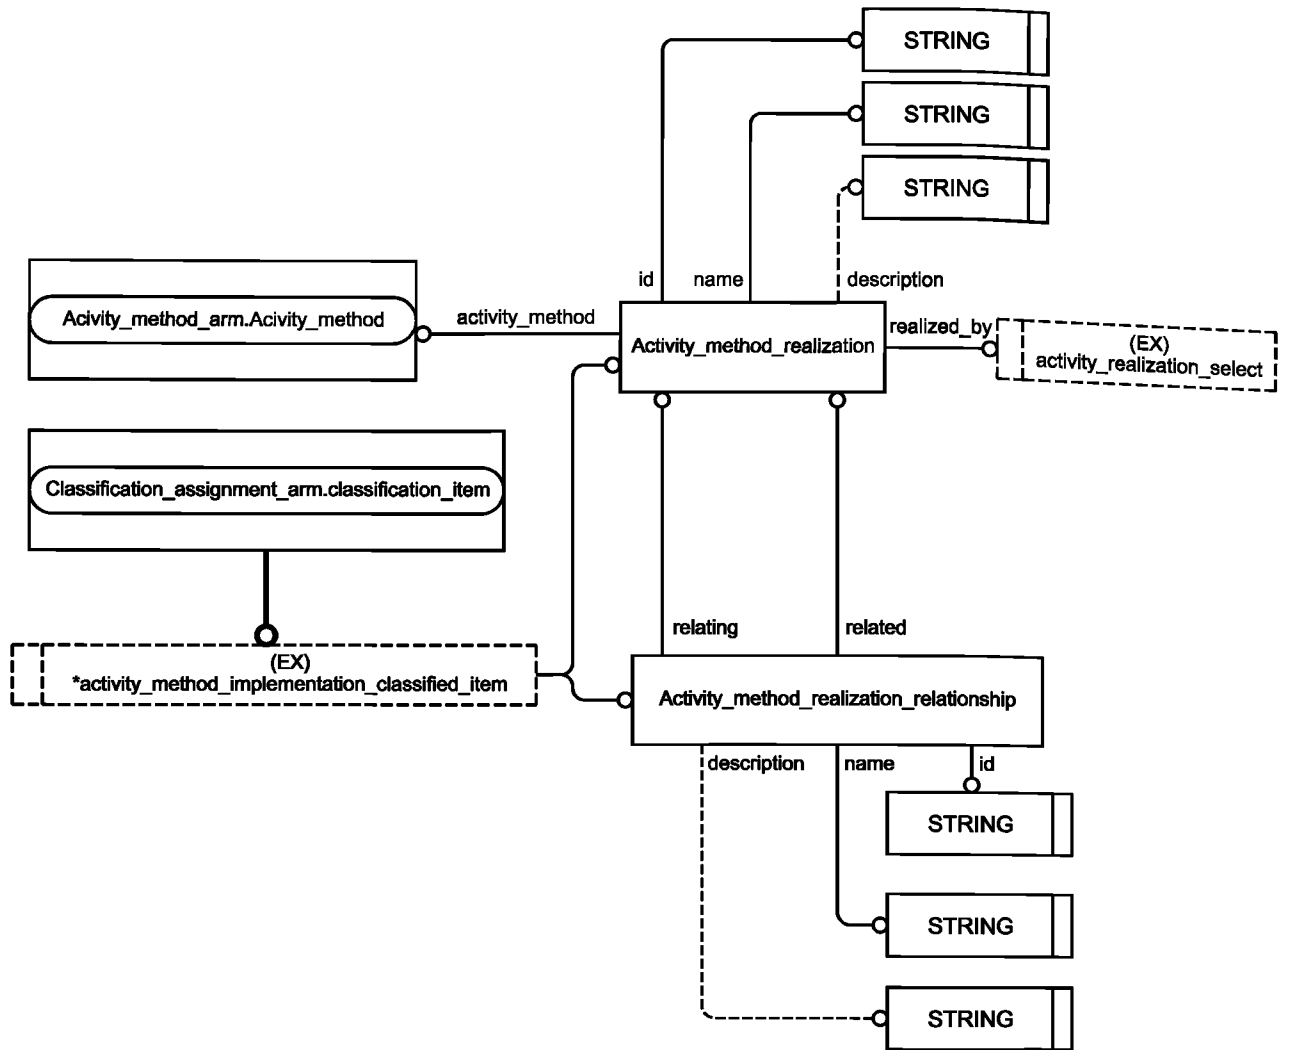 STRING
STRING
STRING
id
name
description
Acivity_method_arm.Acivity_method
activity_method
Activity_method_realization
realized_by
(EX)
activity_realization_select
Classification_assignment_arm.classification_item
relating
related
(EX)
*activity_method_implementation_classified_item
Activity_method_realization_relationship
description
name
id
STRING
STRING
STRING